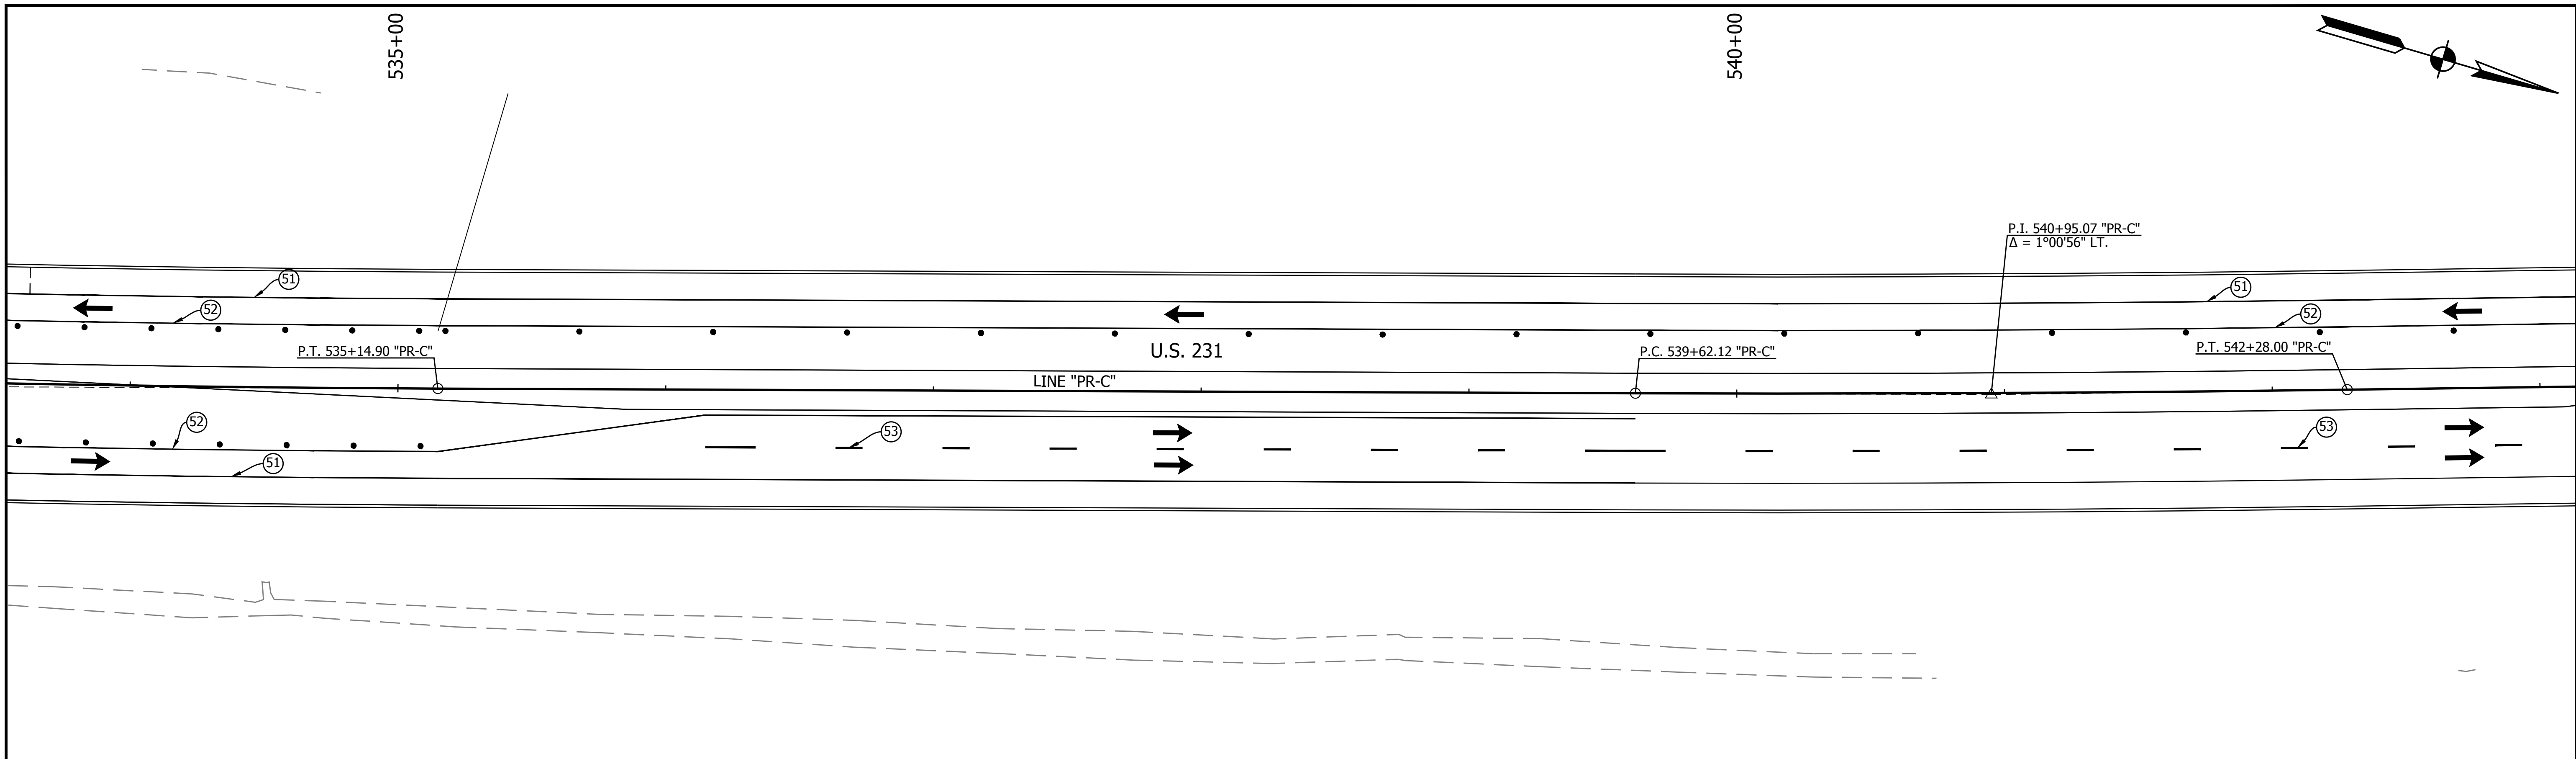 535+00
540+00
P.I. 540+95.07 "PR-C"
Δ = 1°00'56" LT.
51
51
52
52
P.T. 535+14.90 "PR-C"
U.S. 231
P.C. 539+62.12 "PR-C"
P.T. 542+28.00 "PR-C"
LINE "PR-C"
52
53
53
51